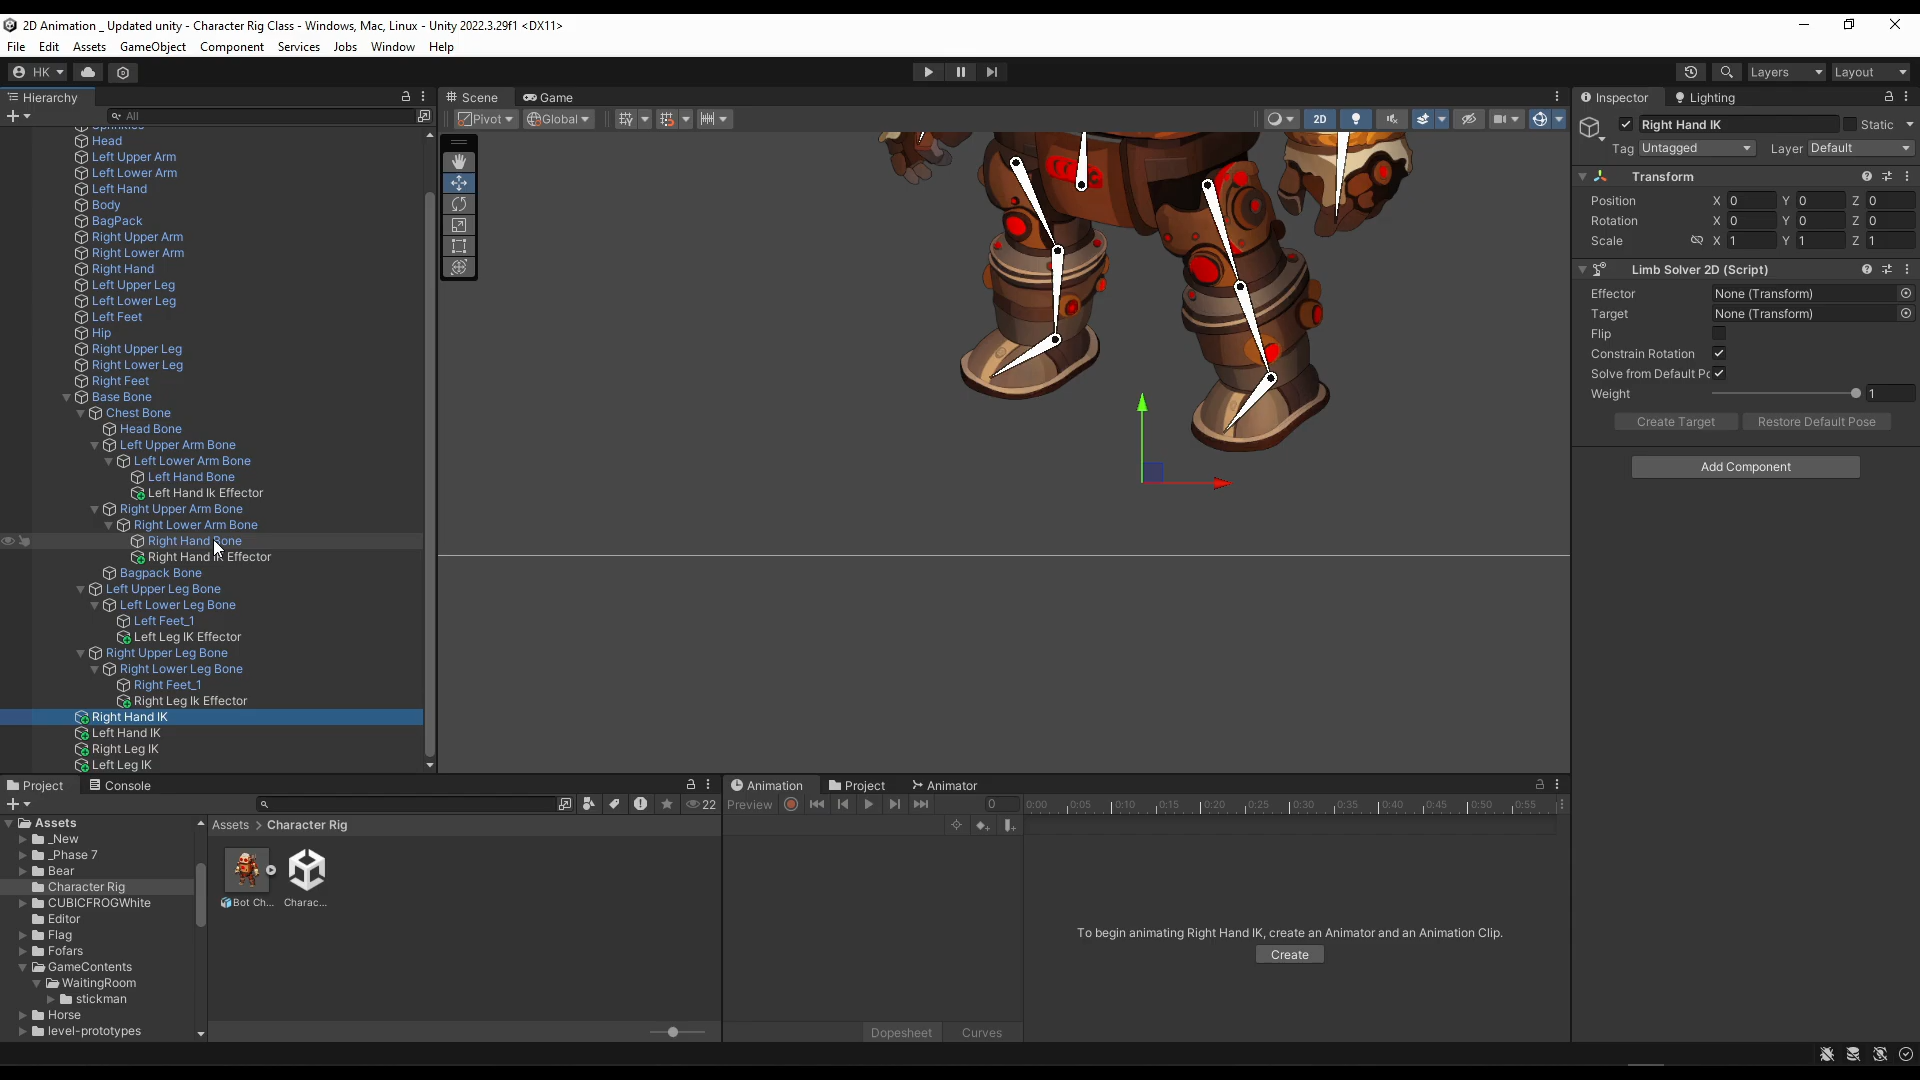 2D Animation _ Updated unity - Character Rig Class - Windows, Mac, Linux - Unity 2022.3.29f1 <DX11>
File Edit Assets GameObject Component Services Jobs Window Help
HK Layers Layout
Hierarchy
All
Head
Left Upper Arm
Left Lower Arm
Left Hand
Body
BagPack
Right Upper Arm
Right Lower Arm
Right Hand
Left Upper Leg
Left Lower Leg
Left Feet
Hip
Right Upper Leg
Right Lower Leg
Right Feet
Base Bone
Chest Bone
Head Bone
Left Upper Arm Bone
Left Lower Arm Bone
Left Hand Bone
Left Hand Ik Effector
Right Upper Arm Bone
Right Lower Arm Bone
Right Hand Bone
Right Hand IK Effector
Bagpack Bone
Left Upper Leg Bone
Left Lower Leg Bone
Left Feet_1
Left Leg IK Effector
Right Upper Leg Bone
Right Lower Leg Bone
Right Feet_1
Right Leg Ik Effector
Right Hand IK
Left Hand IK
Right Leg IK
Left Leg IK
Scene Game
Pivot Global 2D
Inspector Lighting
Right Hand IK Static
Tag Untagged Layer Default
Transform
Position X 0 Y 0 Z 0
Rotation X 0 Y 0 Z 0
Scale X 1 Y 1 Z 1
Limb Solver 2D (Script)
Effector None (Transform)
Target None (Transform)
Flip
Constrain Rotation
Solve from Default Po
Weight 1
Create Target Restore Default Pose
Add Component
Project Console
22
Assets
_New
_Phase 7
Bear
Character Rig
CUBICFROGWhite
Editor
Flag
Fofars
GameContents
WaitingRoom
stickman
Horse
level-prototypes
Assets > Character Rig
Bot Ch... Charac...
Animation Project Animator
Preview 0 0:00 0:05 0:10 0:15 0:20 0:25 0:30 0:35 0:40 0:45 0:50 0:55
To begin animating Right Hand IK, create an Animator and an Animation Clip.
Create
Dopesheet Curves